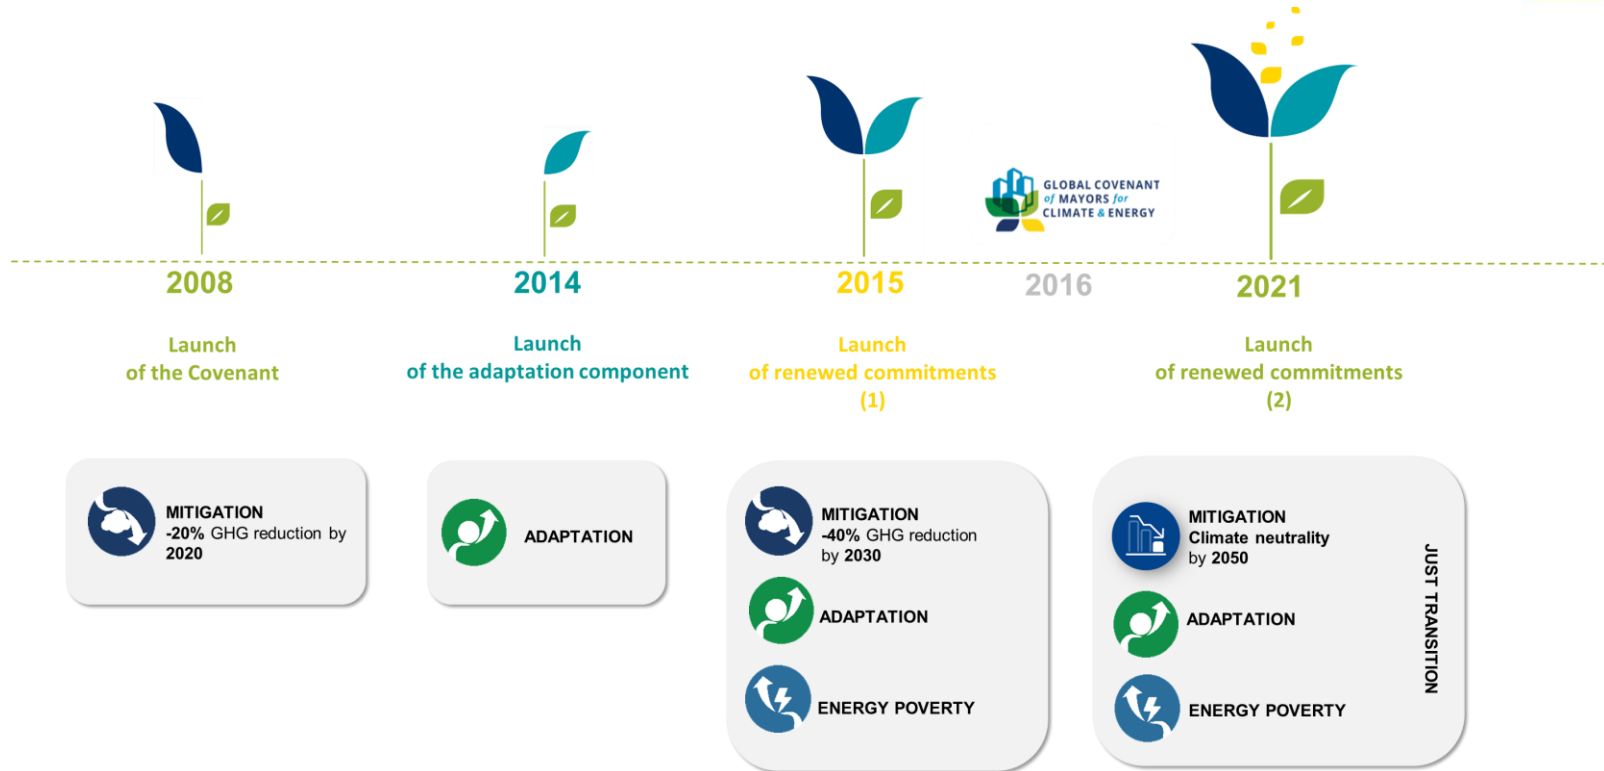 GLOBAL COVENANT
of MAYORS for
CLIMATE & ENERGY
2008
2014
2015
2016
2021
Launch
of the Covenant
Launch
of the adaptation component
Launch
of renewed commitments
(1)
Launch
of renewed commitments
(2)
MITIGATION
-20% GHG reduction by
2020
ADAPTATION
MITIGATION
-40% GHG reduction
by 2030
ADAPTATION
ENERGY POVERTY
MITIGATION
Climate neutrality
by 2050
ADAPTATION
ENERGY POVERTY
JUST TRANSITION